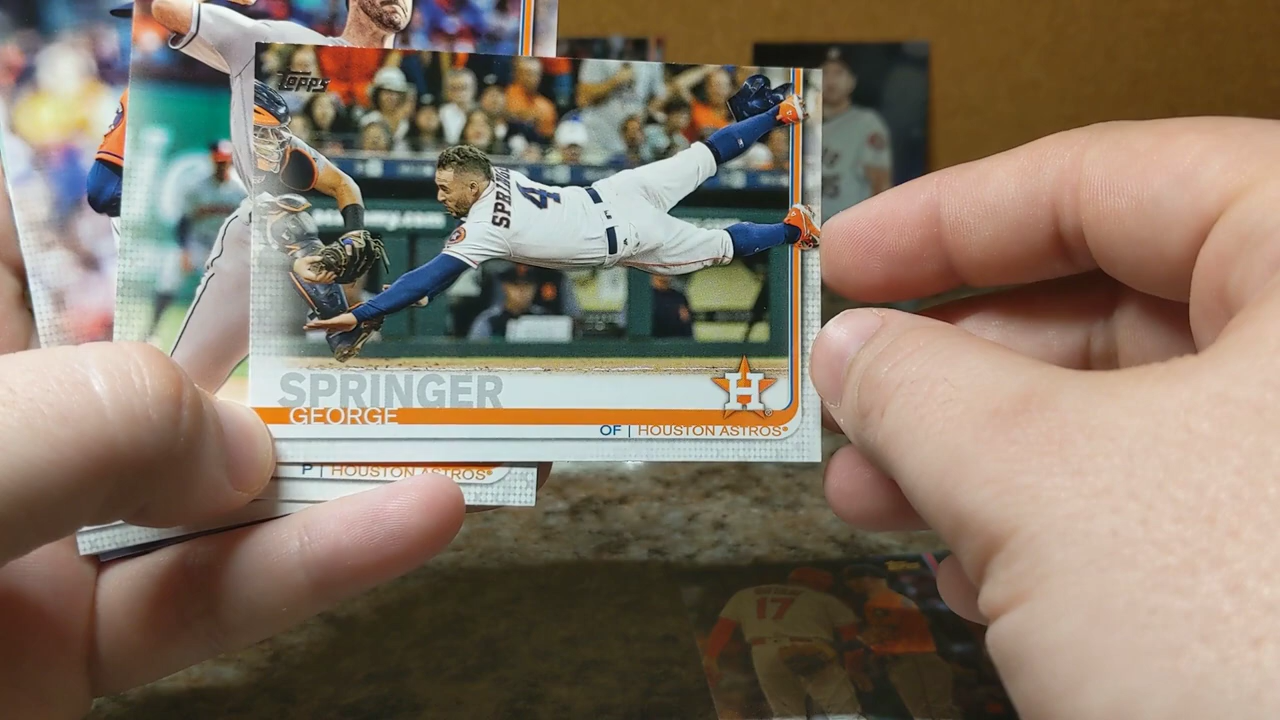 Topps
SPRINGER
4
SPRINGER
GEORGE
H
OF | HOUSTON ASTROS®
P | HOUSTON ASTROS®
17